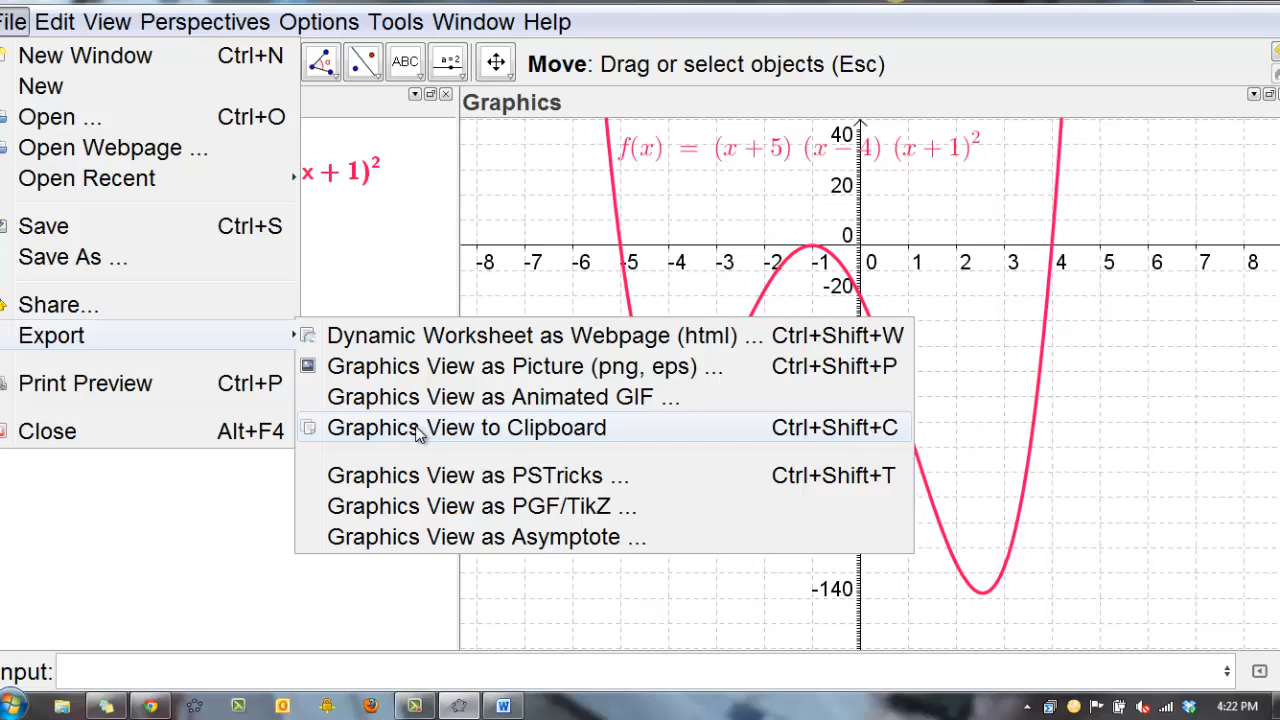 File Edit View Perspectives Options Tools Window Help
New Window Ctrl+N
New
Open ... Ctrl+O
Open Webpage ...
Open Recent
Save Ctrl+S
Save As ...
Share...
Export
Print Preview Ctrl+P
Close Alt+F4
α ABC a=2 Move: Drag or select objects (Esc)
x + 1)²
Graphics
f(x) = (x + 5) (x − 4) (x + 1)²
40
20
0
-8 -7 -6 -5 -4 -3 -2 -1 0 1 2 3 4 5 6 7 8
-20
-140
Dynamic Worksheet as Webpage (html) ... Ctrl+Shift+W
Graphics View as Picture (png, eps) ... Ctrl+Shift+P
Graphics View as Animated GIF ...
Graphics View to Clipboard Ctrl+Shift+C
Graphics View as PSTricks ... Ctrl+Shift+T
Graphics View as PGF/TikZ ...
Graphics View as Asymptote ...
Input:
4:22 PM